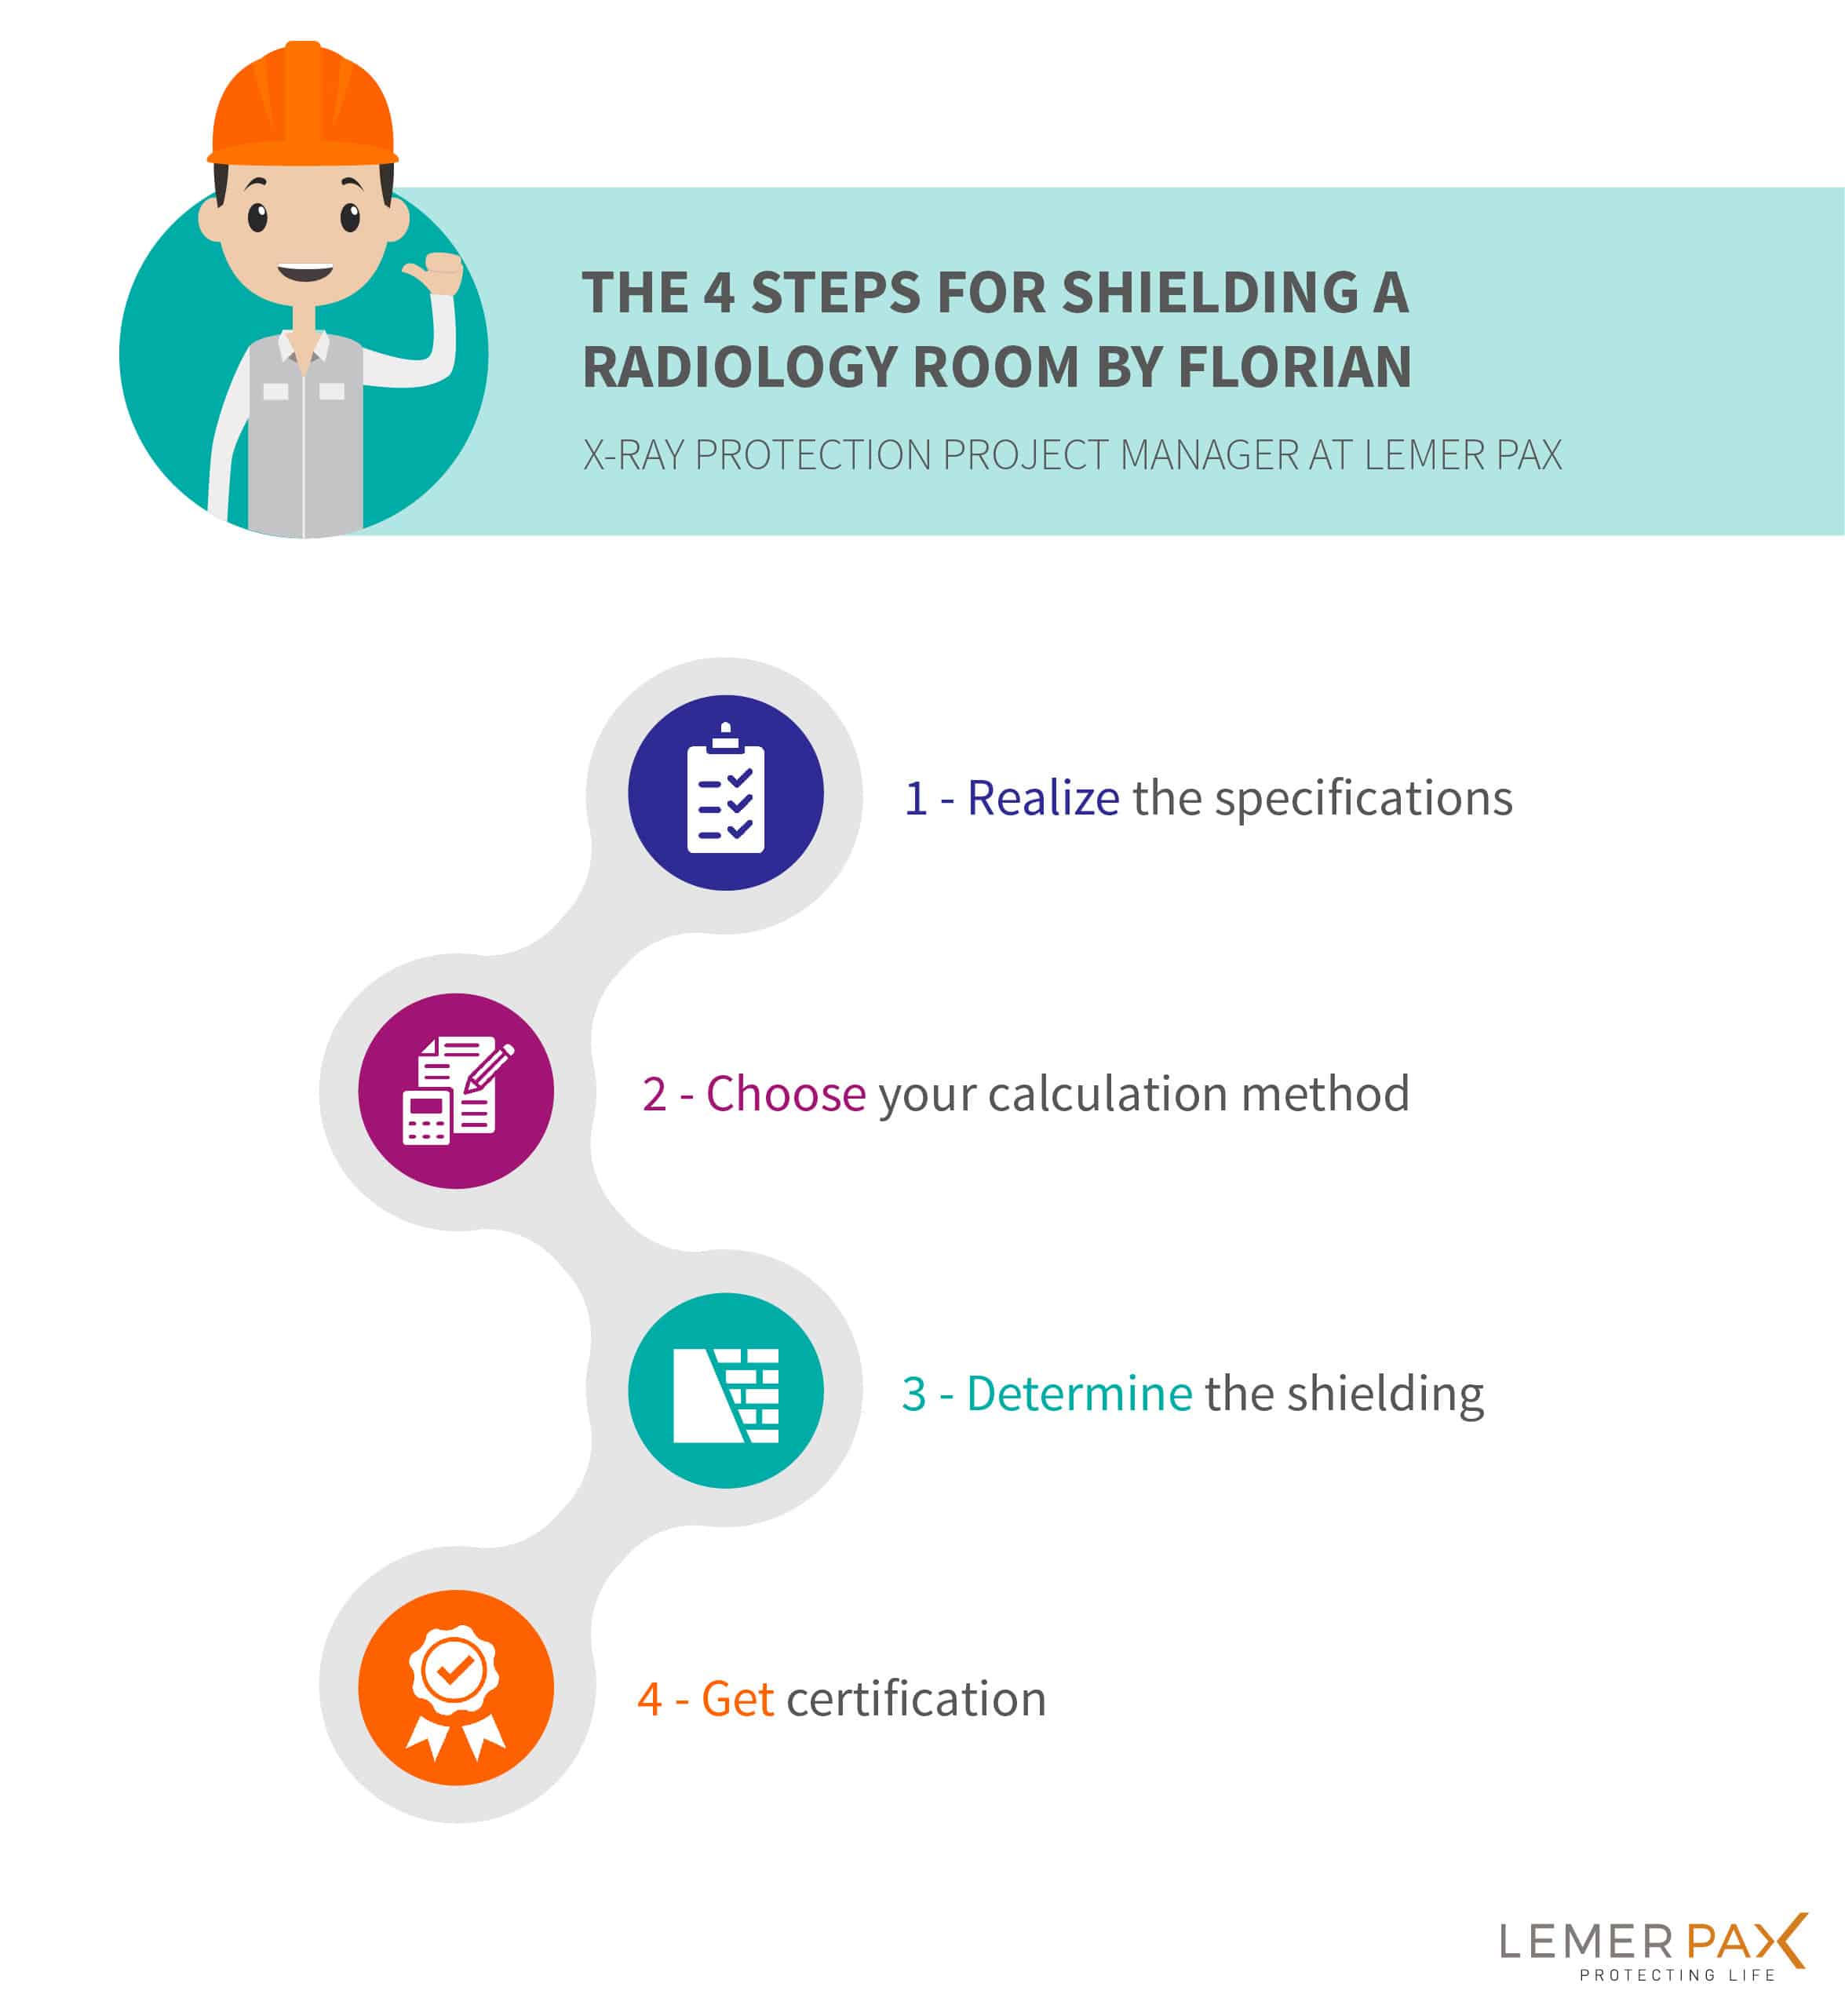 THE 4 STEPS FOR SHIELDING A
RADIOLOGY ROOM BY FLORIAN
X-RAY PROTECTION PROJECT MANAGER AT LEMER PAX
1 - Realize the specifications
2 - Choose your calculation method
3 - Determine the shielding
4 - Get certification
LEMER PAX
PROTECTING LIFE